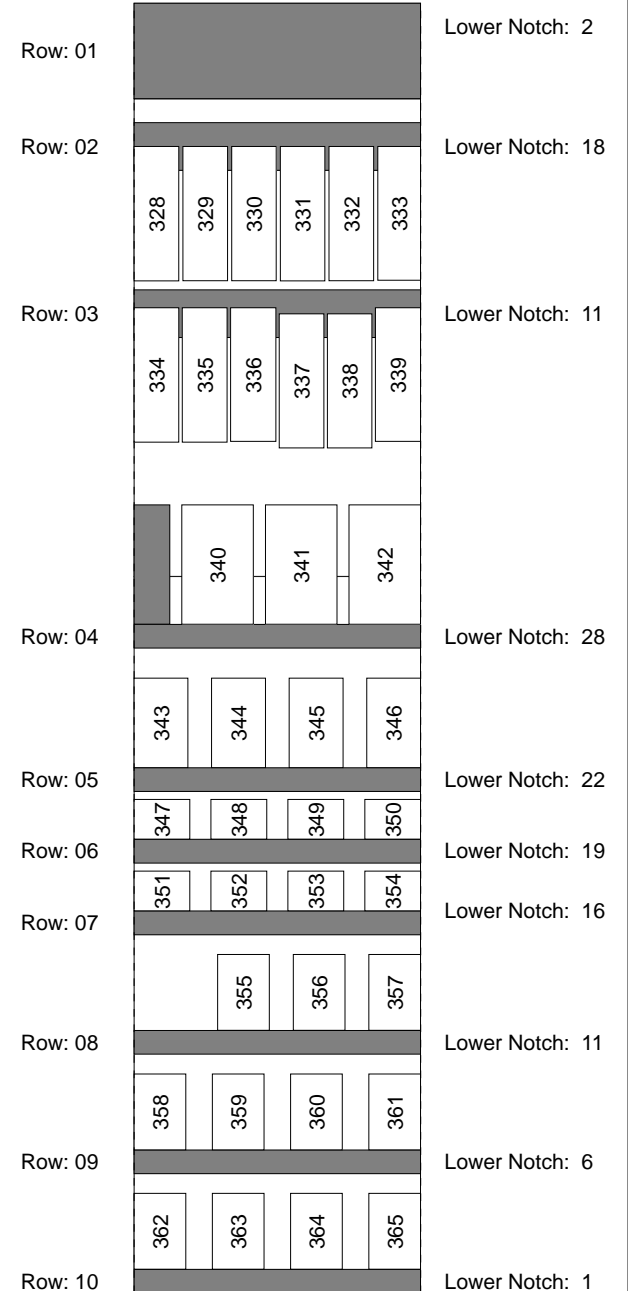 Lower Notch: 2
Row: 01
Row: 02
Lower Notch: 18
328 329 330 331 332 333
Row: 03
Lower Notch: 11
334 335 336 337 338 339
340 341 342
Row: 04
Lower Notch: 28
343 344 345 346
Row: 05
Lower Notch: 22
347 348 349 350
Row: 06
Lower Notch: 19
351 352 353 354
Row: 07
Lower Notch: 16
355 356 357
Row: 08
Lower Notch: 11
358 359 360 361
Row: 09
Lower Notch: 6
362 363 364 365
Row: 10
Lower Notch: 1